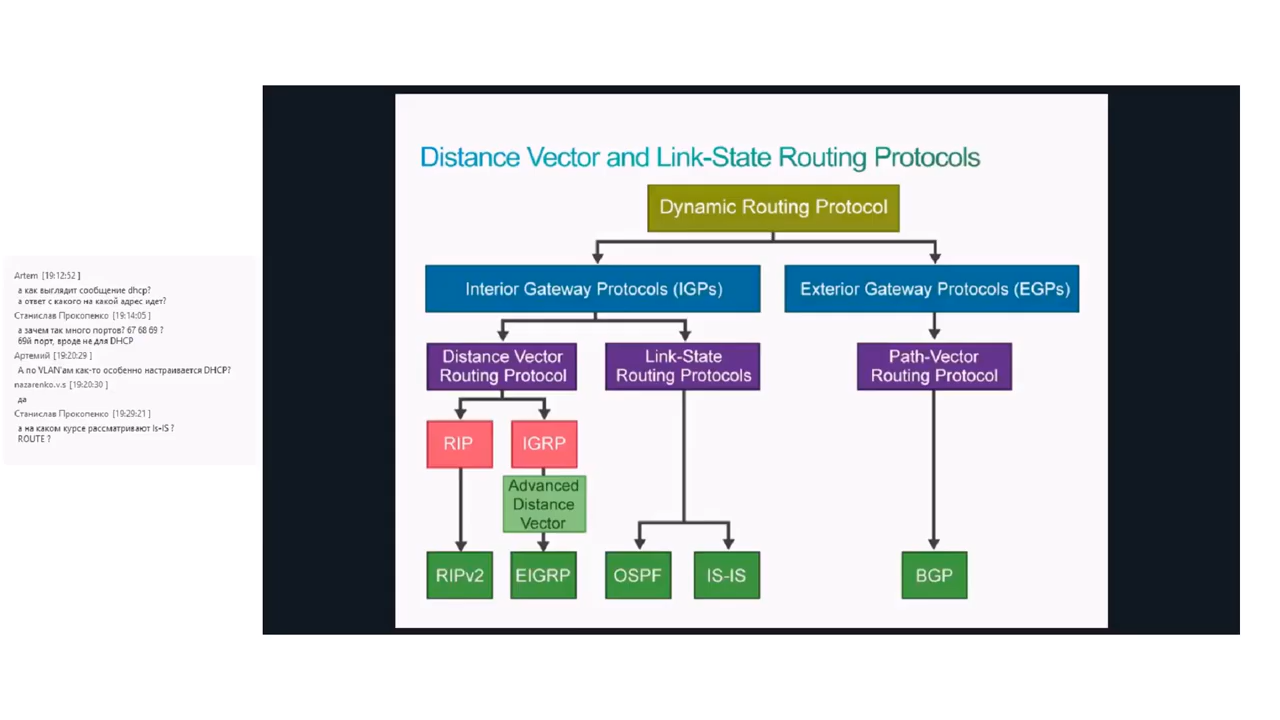 Artem [19:12:52 ]
а как выглядит сообщение dhcp?
а ответ с какого на какой адрес идет?
Станислав Прокопенко [19:14:05 ]
а зачем так много портов? 67 68 69 ?
69й порт, вроде не для DHCP
Артемий [19:20:29 ]
А по VLAN'ам как-то особенно настраивается DHCP?
nazarenko.v.s [19:20:30 ]
да
Станислав Прокопенко [19:29:21 ]
а на каком курсе рассматривают Is-IS ?
ROUTE ?
Distance Vector and Link-State Routing Protocols
Dynamic Routing Protocol
Interior Gateway Protocols (IGPs)
Exterior Gateway Protocols (EGPs)
Distance Vector
Routing Protocol
Link-State
Routing Protocols
Path-Vector
Routing Protocol
RIP
IGRP
Advanced
Distance
Vector
RIPv2
EIGRP
OSPF
IS-IS
BGP